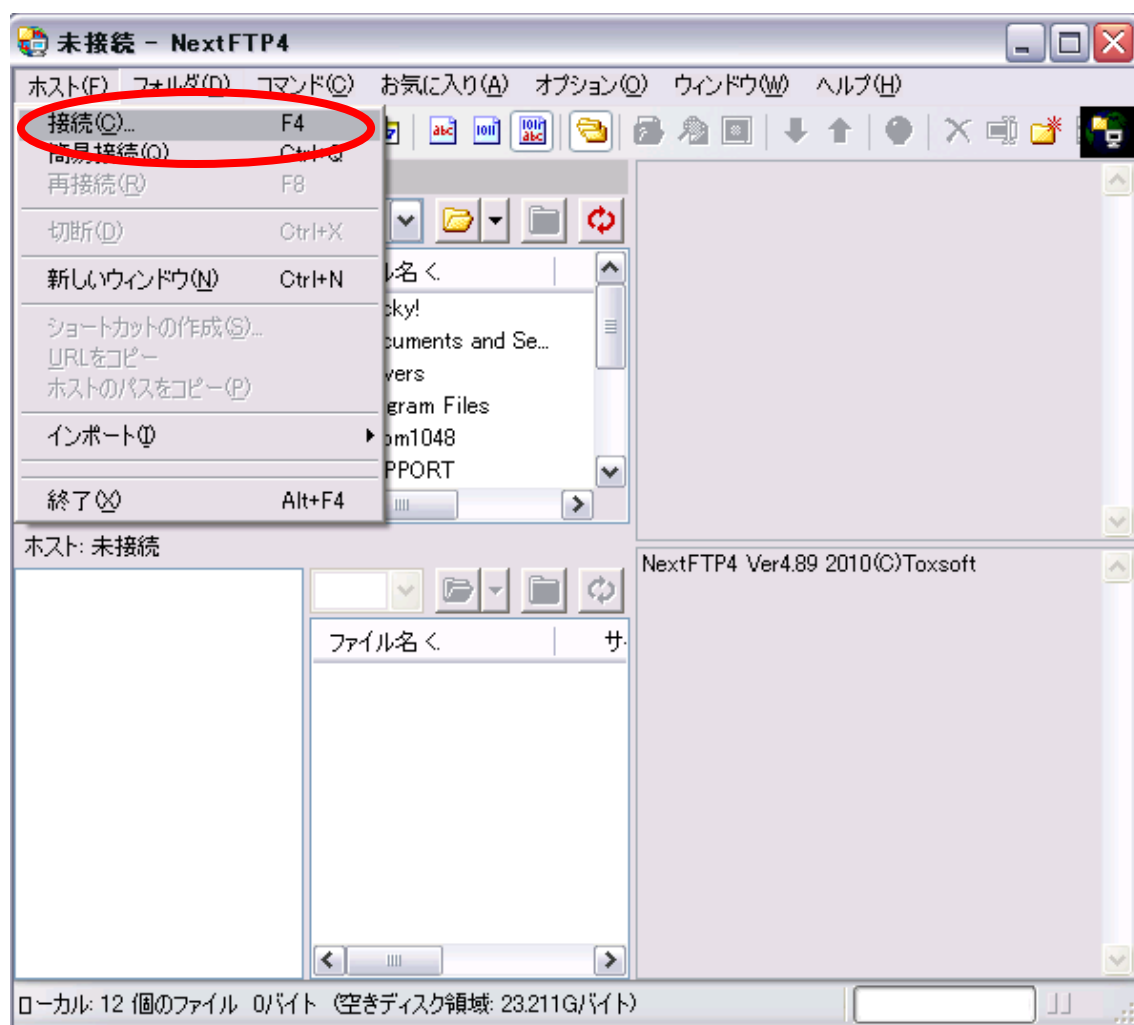 未接続 - NextFTP4
ホスト(F) フォルダ(D) コマンド(C) お気に入り(A) オプション(O) ウィンドウ(W) ヘルプ(H)
接続(C)... F4
簡易接続(Q) Ctrl+Q
再接続(R) F8
切断(D) Ctrl+X
新しいウィンドウ(N) Ctrl+N
ショートカットの作成(S)...
URLをコピー
ホストのパスをコピー(P)
インポート(I)
終了(X) Alt+F4
ル名 <
cky!
cuments and Se...
vers
gram Files
om1048
PPORT
ホスト: 未接続
ファイル名 < サ
NextFTP4 Ver4.89 2010(C)Toxsoft
ローカル: 12 個のファイル 0バイト (空きディスク領域: 23.211Gバイト)